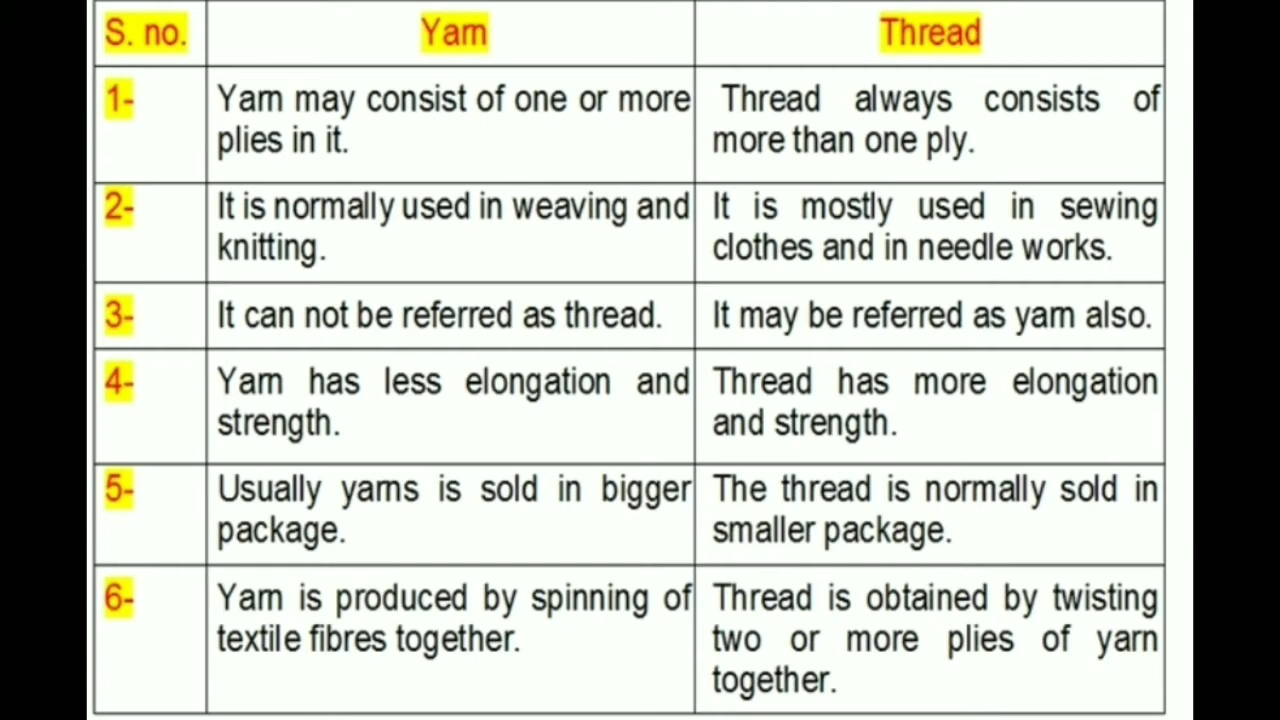 S. no. Yarn Thread
1- Yarn may consist of one or more Thread always consists of
plies in it. more than one ply.
2- It is normally used in weaving and It is mostly used in sewing
knitting. clothes and in needle works.
3- It can not be referred as thread. It may be referred as yarn also.
4- Yarn has less elongation and Thread has more elongation
strength. and strength.
5- Usually yarns is sold in bigger The thread is normally sold in
package. smaller package.
6- Yarn is produced by spinning of Thread is obtained by twisting
textile fibres together. two or more plies of yarn
together.